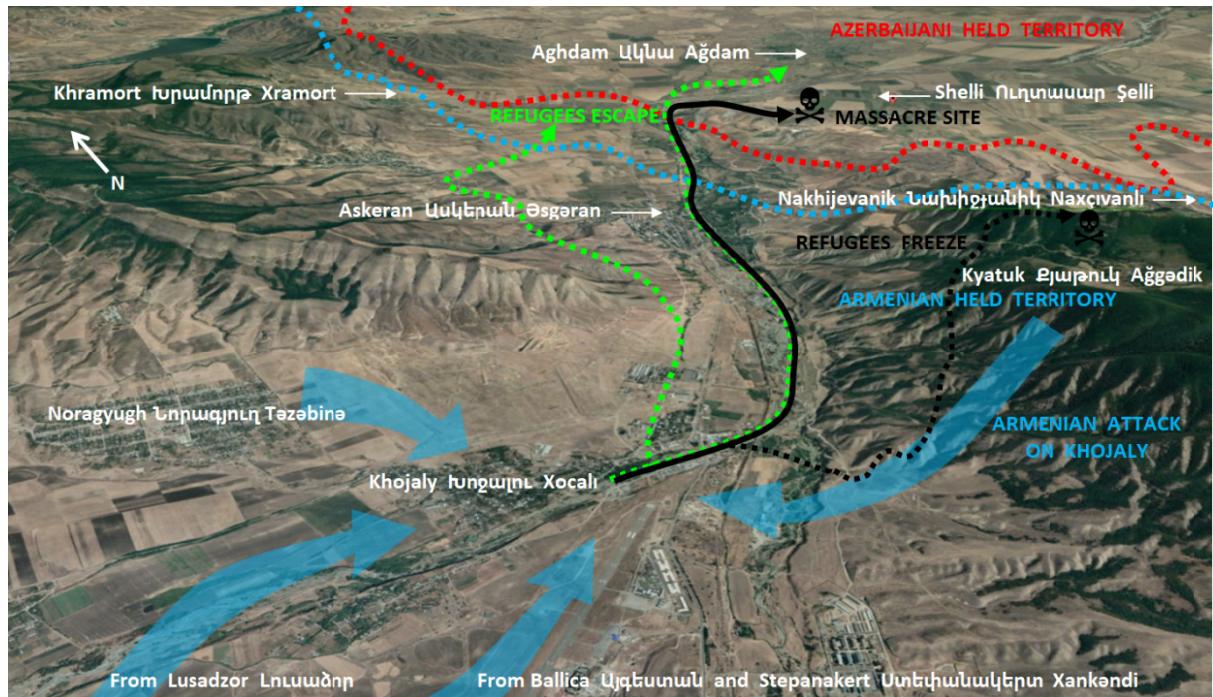 AZERBAIJANI HELD TERRITORY
Aghdam Ակնա Ağdam
Khramort Խրամորթ Xramort
Shelli Ուղտասար Şelli
REFUGEES ESCAPE
MASSACRE SITE
N
Nakhijevanik Նախիջևանիկ Naxçıvanlı
Askeran Ասկերան Əsgəran
REFUGEES FREEZE
Kyatuk Քյաթուկ Ağgədik
ARMENIAN HELD TERRITORY
Noragyugh Նորագյուղ Təzəbinə
ARMENIAN ATTACK
ON KHOJALY
Khojaly Խոջալու Xocalı
From Lusadzor Լուսաձոր
From Ballica Այգեստան and Stepanakert Ստեփանակերտ Xankəndi